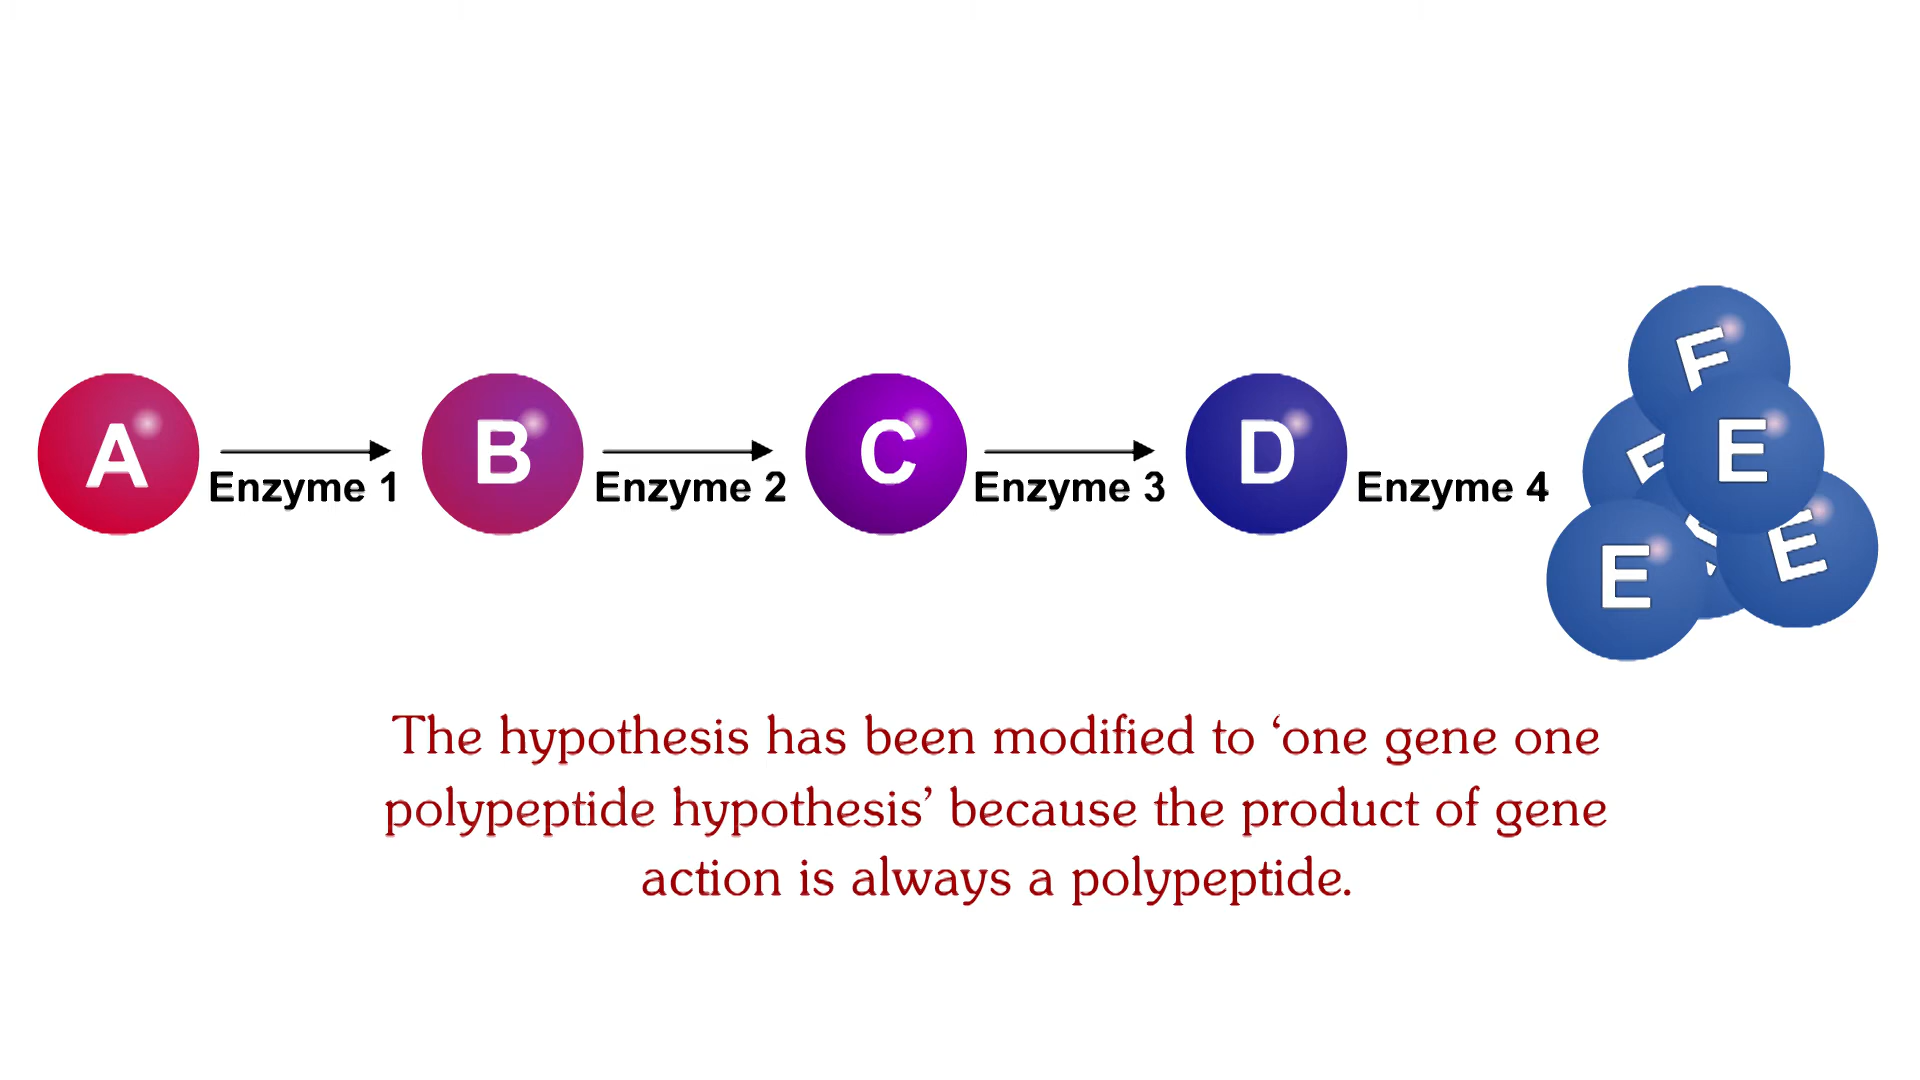 A
Enzyme 1
B
Enzyme 2
C
Enzyme 3
D
Enzyme 4
E
E
E
E
The hypothesis has been modified to ‘one gene one
polypeptide hypothesis’ because the product of gene
action is always a polypeptide.